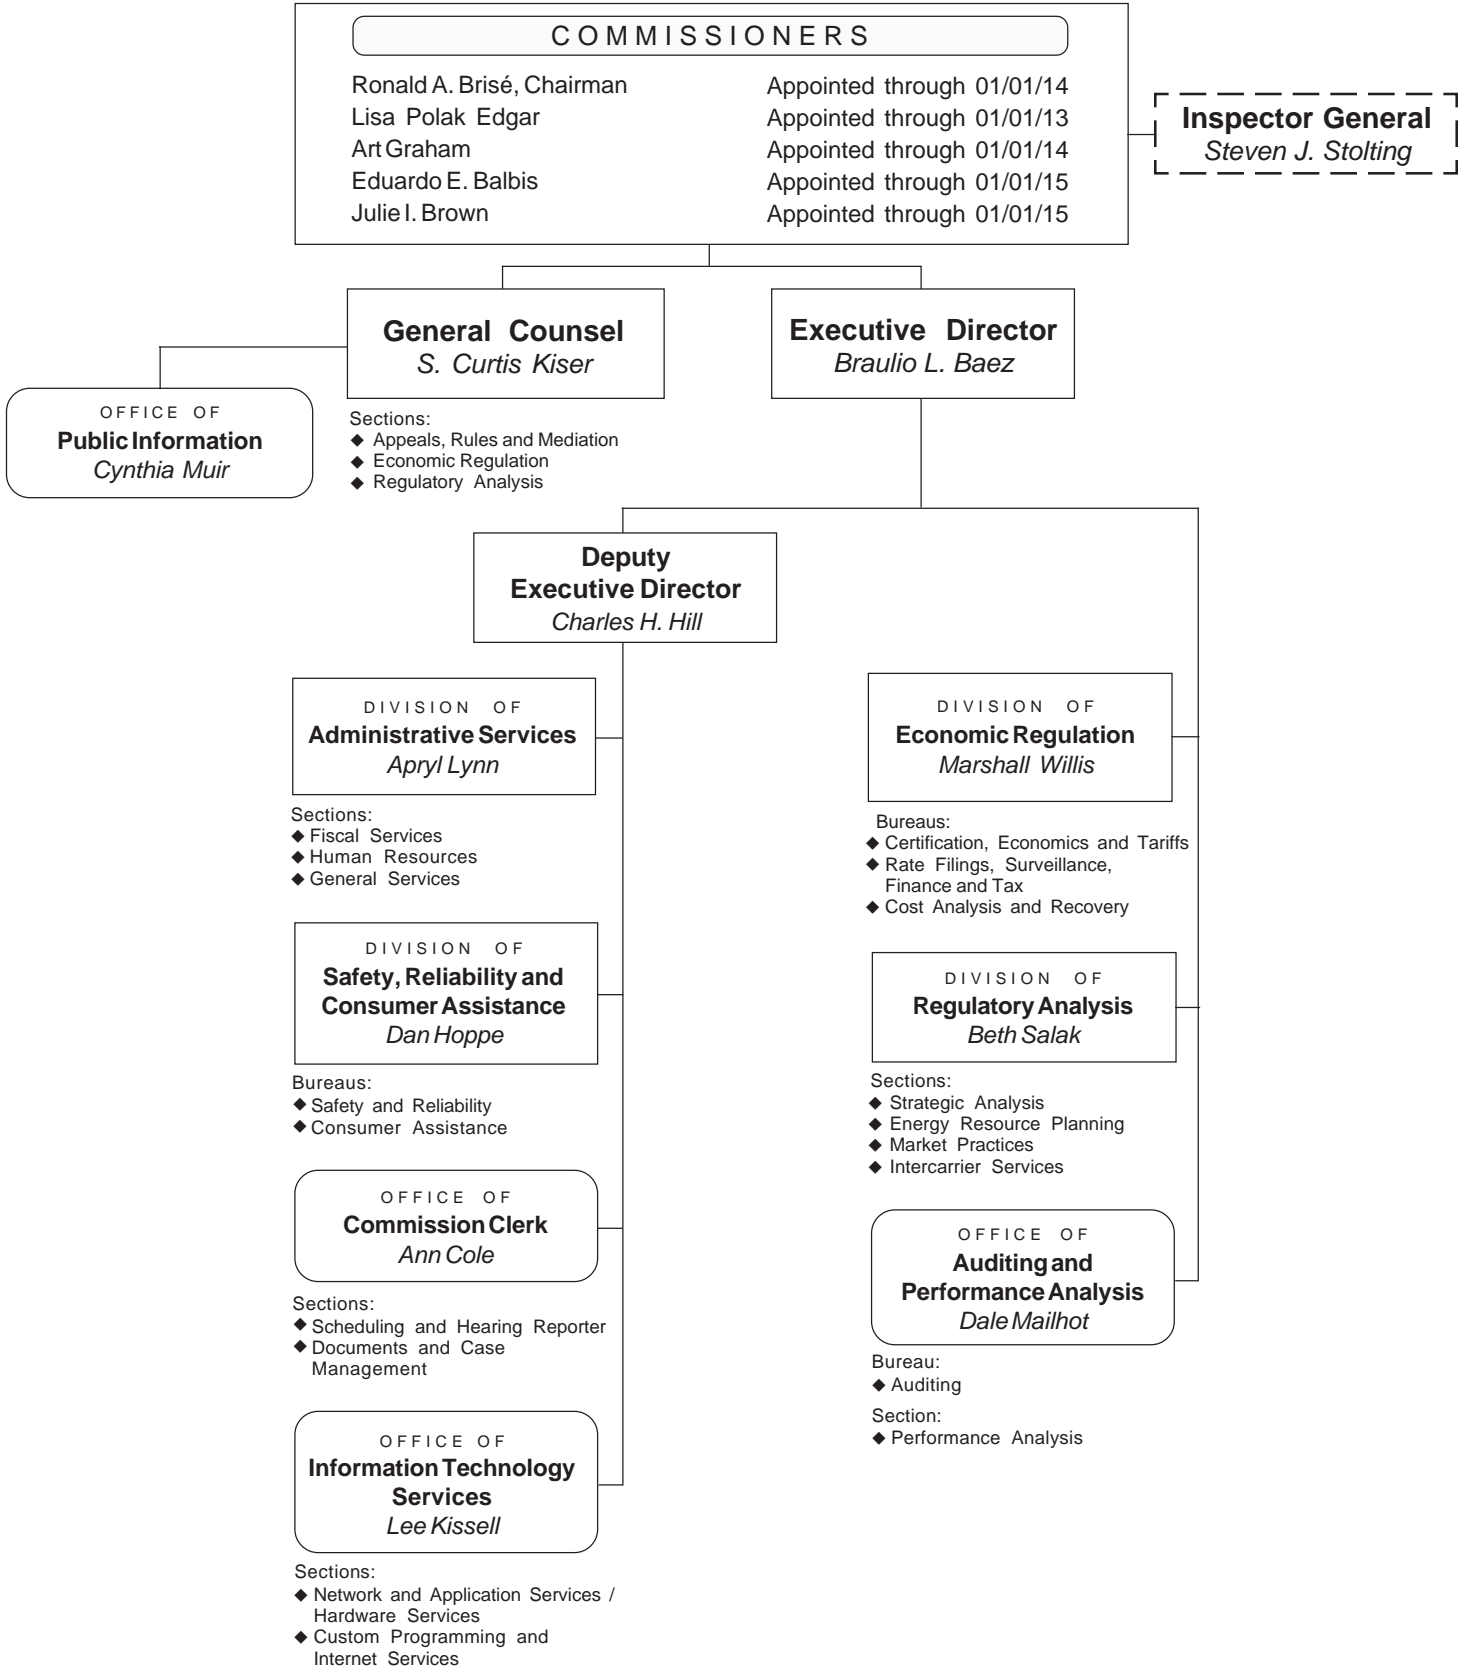 COMMISSIONERS
Ronald A. Brisé, Chairman Appointed through 01/01/14
Lisa Polak Edgar Appointed through 01/01/13
Art Graham Appointed through 01/01/14
Eduardo E. Balbis Appointed through 01/01/15
Julie I. Brown Appointed through 01/01/15
Inspector General
Steven J. Stolting
General Counsel
S. Curtis Kiser
Sections:
◆ Appeals, Rules and Mediation
◆ Economic Regulation
◆ Regulatory Analysis
Executive Director
Braulio L. Baez
OFFICE OF
Public Information
Cynthia Muir
Deputy
Executive Director
Charles H. Hill
DIVISION OF
Administrative Services
Apryl Lynn
Sections:
◆ Fiscal Services
◆ Human Resources
◆ General Services
DIVISION OF
Safety, Reliability and
Consumer Assistance
Dan Hoppe
Bureaus:
◆ Safety and Reliability
◆ Consumer Assistance
OFFICE OF
Commission Clerk
Ann Cole
Sections:
◆ Scheduling and Hearing Reporter
◆ Documents and Case
Management
OFFICE OF
Information Technology
Services
Lee Kissell
Sections:
◆ Network and Application Services /
Hardware Services
◆ Custom Programming and
Internet Services
DIVISION OF
Economic Regulation
Marshall Willis
Bureaus:
◆ Certification, Economics and Tariffs
◆ Rate Filings, Surveillance,
Finance and Tax
◆ Cost Analysis and Recovery
DIVISION OF
Regulatory Analysis
Beth Salak
Sections:
◆ Strategic Analysis
◆ Energy Resource Planning
◆ Market Practices
◆ Intercarrier Services
OFFICE OF
Auditing and
Performance Analysis
Dale Mailhot
Bureau:
◆ Auditing
Section:
◆ Performance Analysis